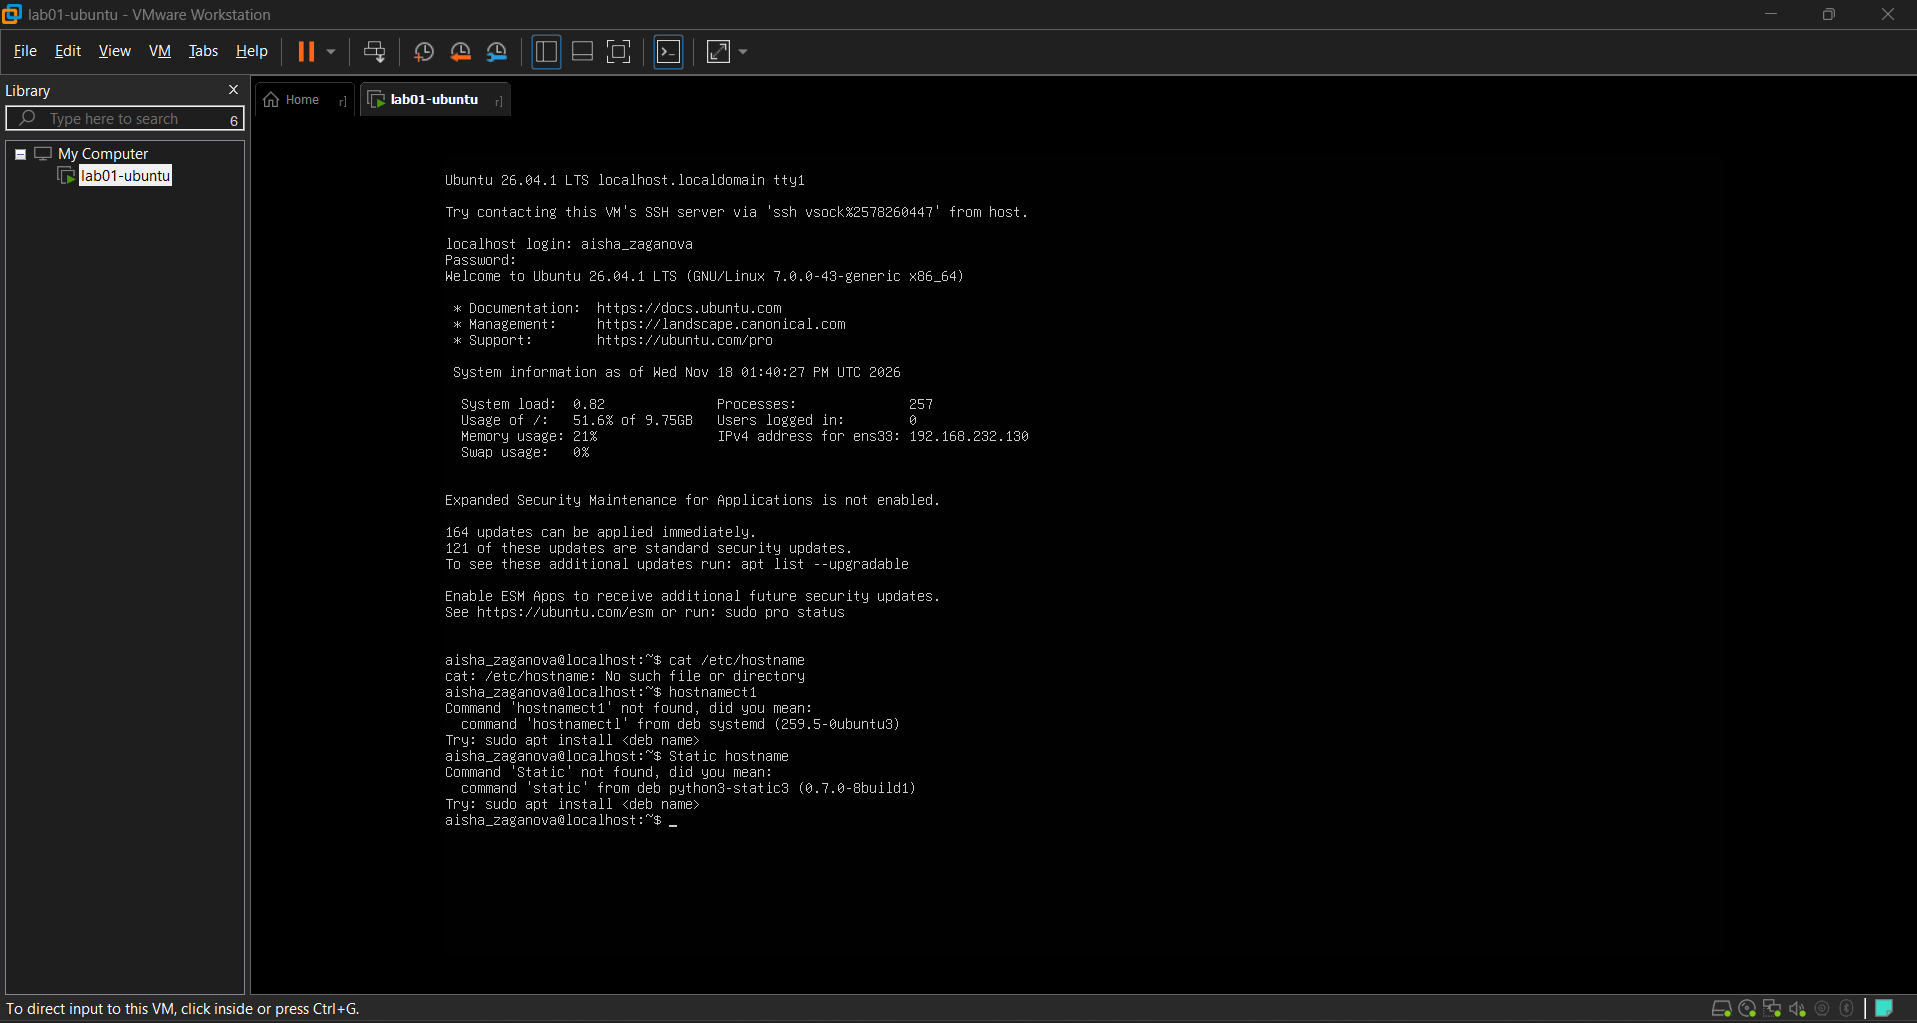 lab01-ubuntu - VMware Workstation
File Edit View VM Tabs Help
Library X
Type here to search
My Computer
lab01-ubuntu
Home
lab01-ubuntu
Ubuntu 26.04.1 LTS localhost.localdomain tty1
Try contacting this VM's SSH server via 'ssh vsock%2578260447' from host.
localhost login: aisha_zaganova
Password:
Welcome to Ubuntu 26.04.1 LTS (GNU/Linux 7.0.0-43-generic x86_64)
* Documentation: https://docs.ubuntu.com
* Management: https://landscape.canonical.com
* Support: https://ubuntu.com/pro
System information as of Wed Nov 18 01:40:27 PM UTC 2026
System load: 0.82 Processes: 257
Usage of /: 51.6% of 9.75GB Users logged in: 0
Memory usage: 21% IPv4 address for ens33: 192.168.232.130
Swap usage: 0%
Expanded Security Maintenance for Applications is not enabled.
164 updates can be applied immediately.
121 of these updates are standard security updates.
To see these additional updates run: apt list --upgradable
Enable ESM Apps to receive additional future security updates.
See https://ubuntu.com/esm or run: sudo pro status
aisha_zaganova@localhost:~$ cat /etc/hostname
cat: /etc/hostname: No such file or directory
aisha_zaganova@localhost:~$ hostnamect1
Command 'hostnamect1' not found, did you mean:
command 'hostnamectl' from deb systemd (259.5-0ubuntu3)
Try: sudo apt install <deb name>
aisha_zaganova@localhost:~$ Static hostname
Command 'Static' not found, did you mean:
command 'static' from deb python3-static3 (0.7.0-8build1)
Try: sudo apt install <deb name>
aisha_zaganova@localhost:~$ _
To direct input to this VM, click inside or press Ctrl+G.